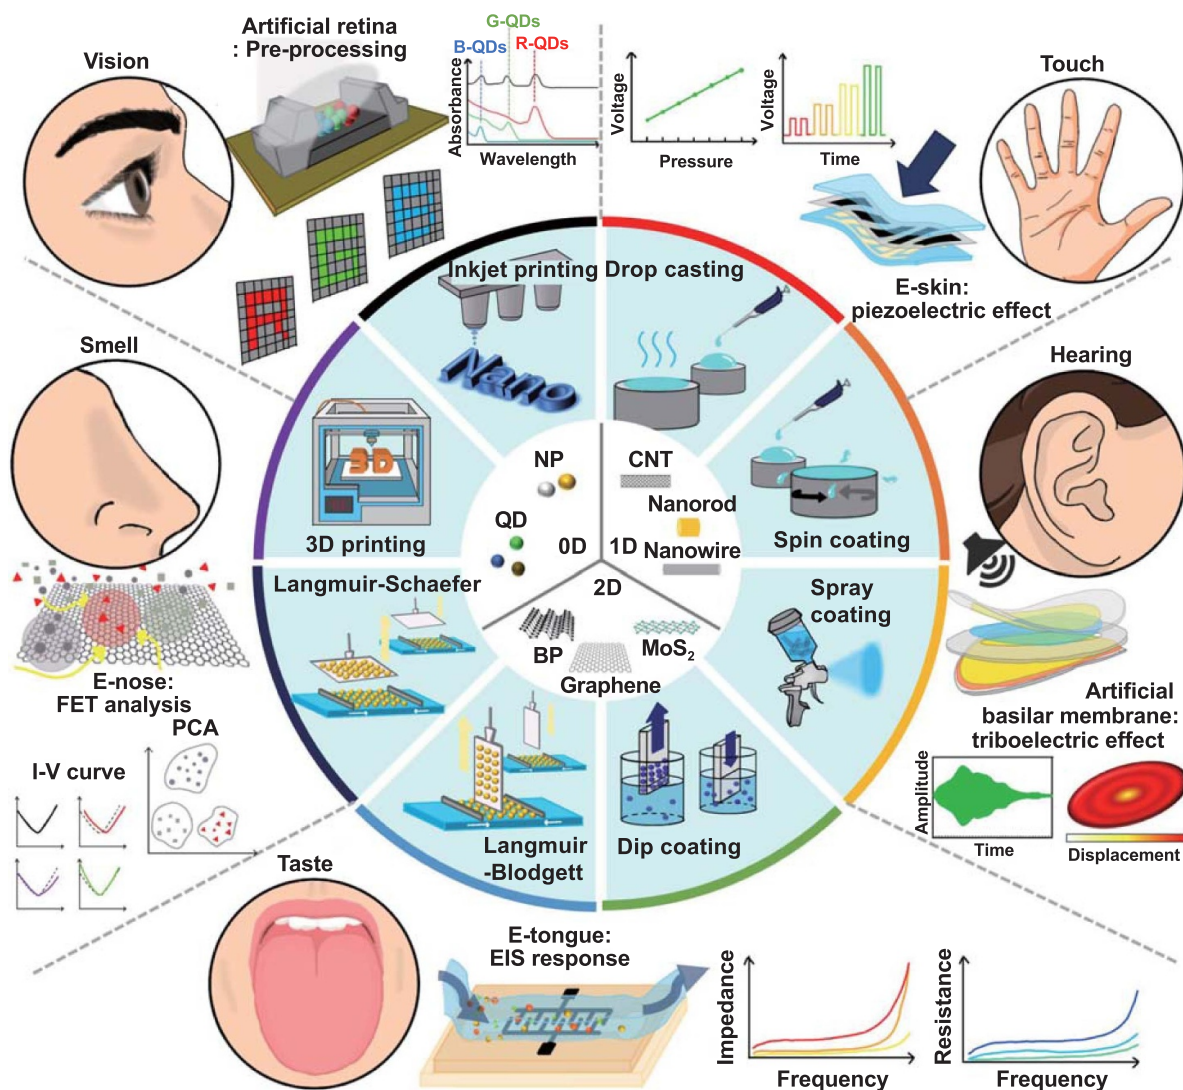 Vision
Artificial retina
: Pre-processing
G-QDs
B-QDs
R-QDs
Absorbance
Wavelength
Voltage
Pressure
Voltage
Time
Touch
E-skin:
piezoelectric effect
Smell
Hearing
Inkjet printing
Drop casting
Nano
3D
3D printing
Spin coating
NP
QD
0D
CNT
Nanorod
Nanowire
1D
2D
BP
Graphene
MoS₂
Langmuir-Schaefer
Spray
coating
Langmuir
-Blodgett
Dip coating
E-nose:
FET analysis
PCA
I-V curve
Artificial
basilar membrane:
triboelectric effect
Amplitude
Time
Displacement
Taste
E-tongue:
EIS response
Impedance
Frequency
Resistance
Frequency
R
G
B